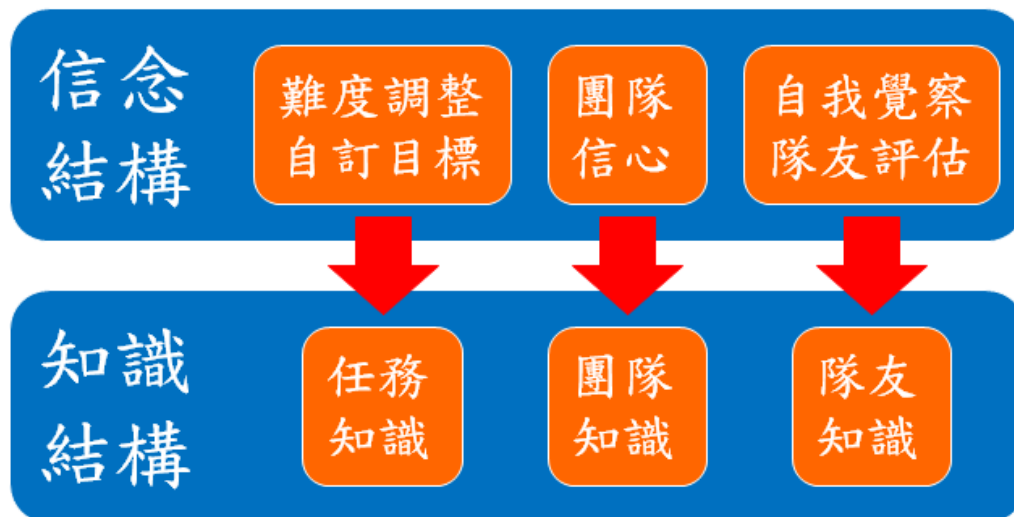 信念
結構
難度調整
自訂目標
團隊
信心
自我覺察
隊友評估
知識
結構
任務
知識
團隊
知識
隊友
知識